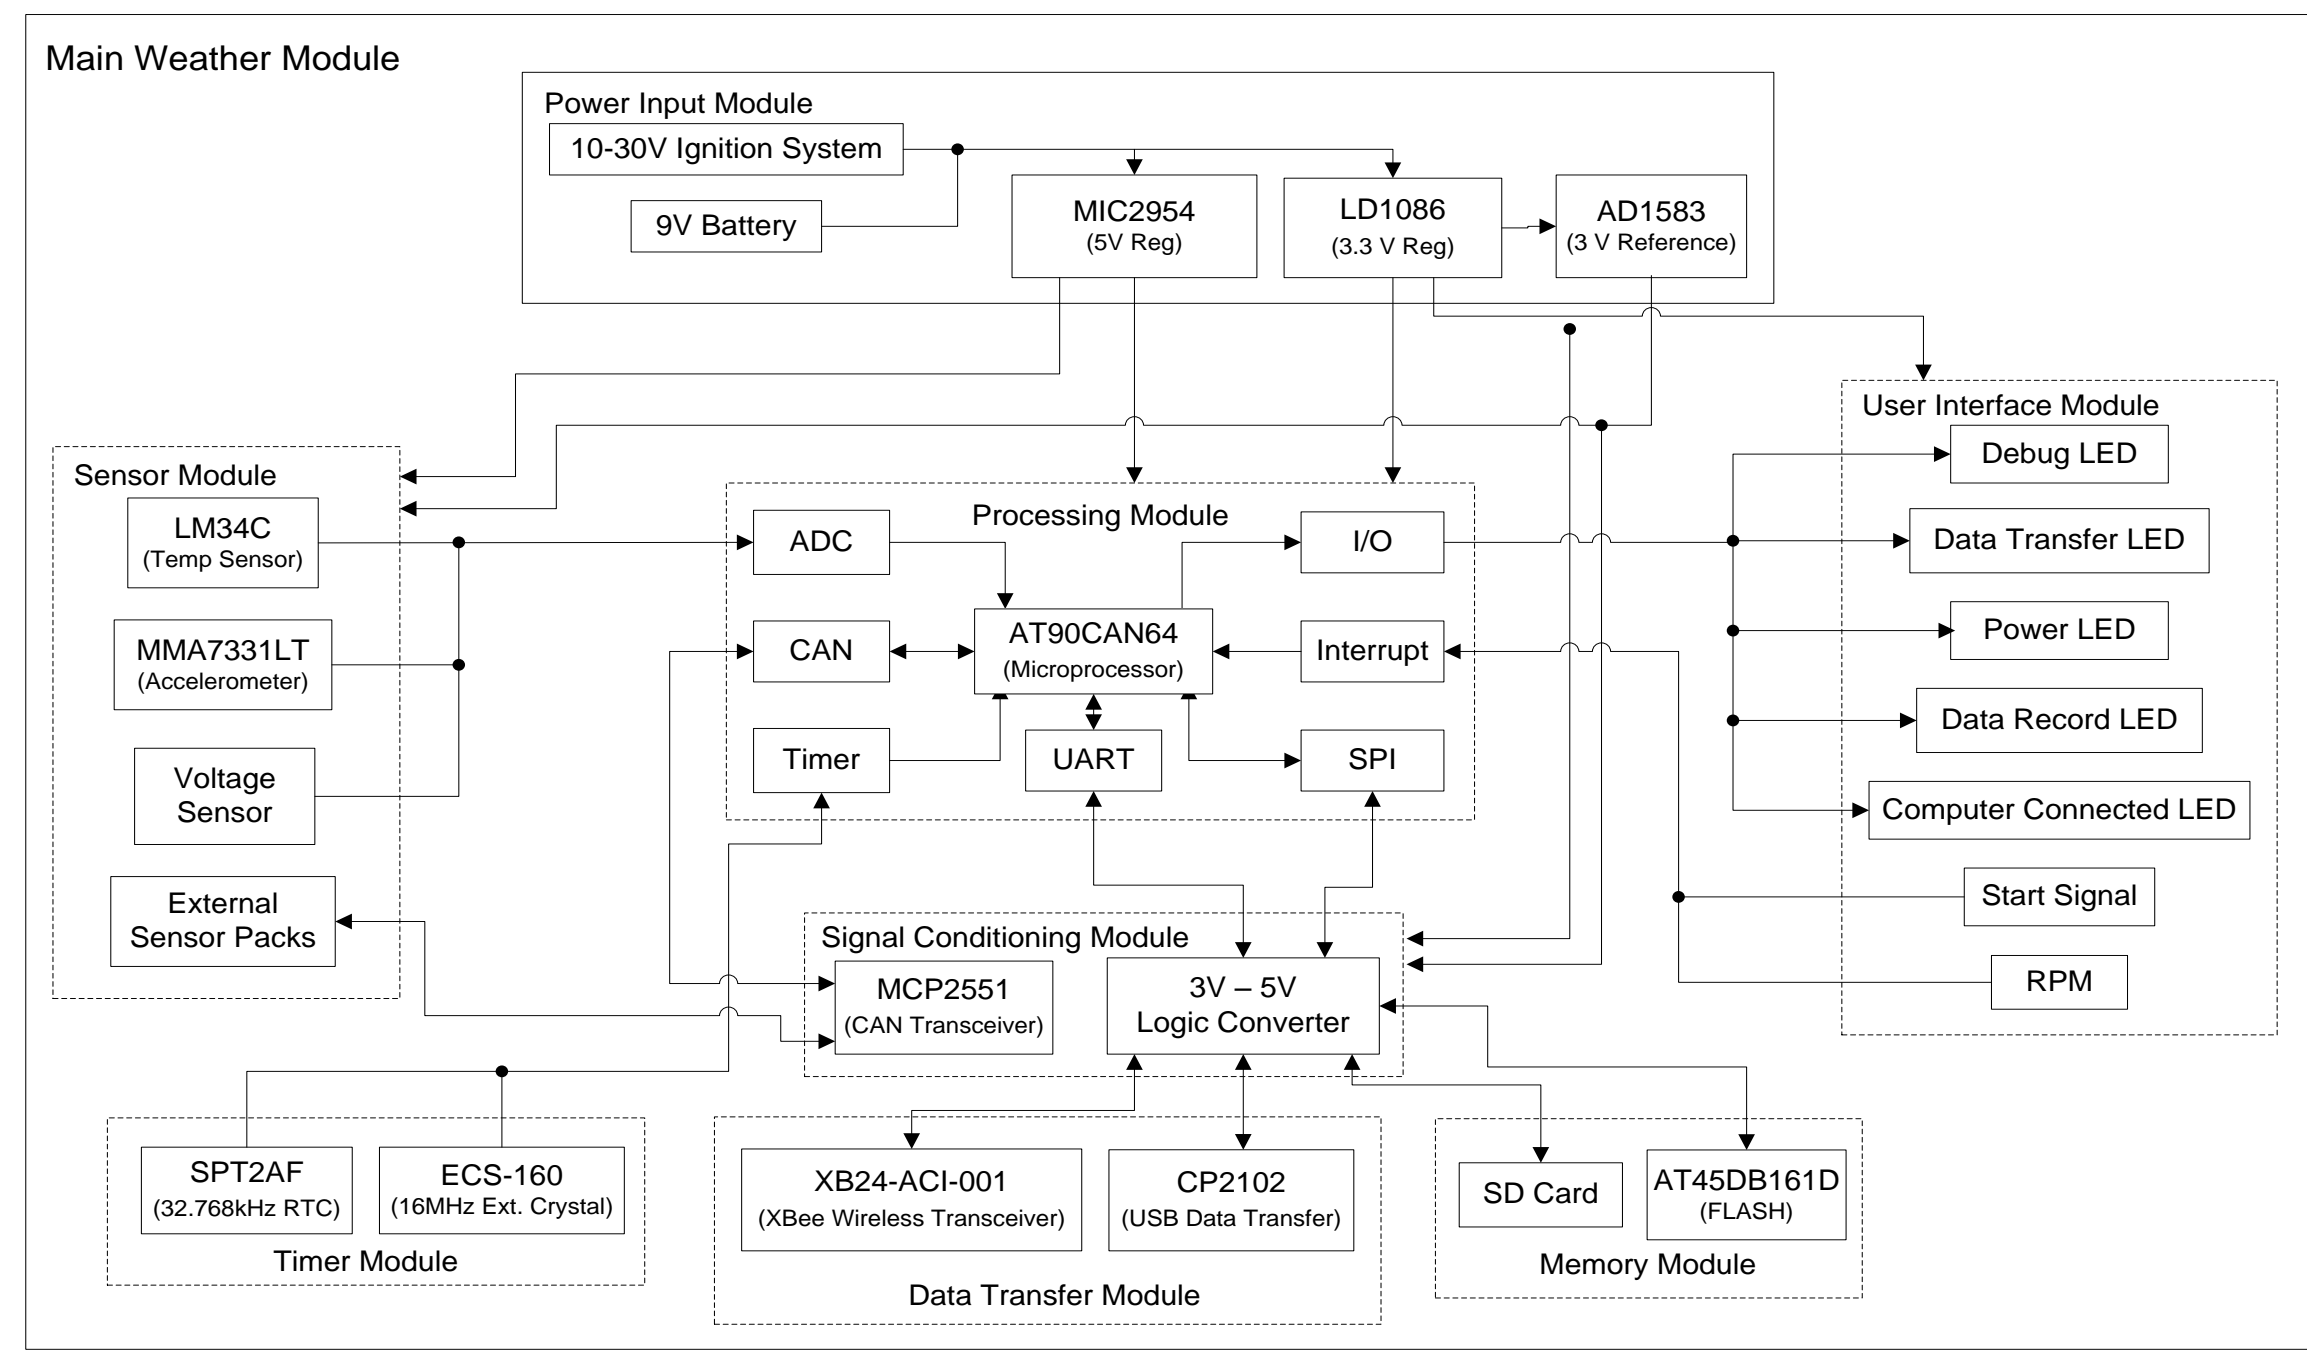 Main Weather Module
Power Input Module
10-30V Ignition System
9V Battery
MIC2954
(5V Reg)
LD1086
(3.3 V Reg)
AD1583
(3 V Reference)
Sensor Module
LM34C
(Temp Sensor)
MMA7331LT
(Accelerometer)
Voltage
Sensor
External
Sensor Packs
Processing Module
ADC
I/O
CAN
AT90CAN64
(Microprocessor)
Interrupt
Timer
UART
SPI
User Interface Module
Debug LED
Data Transfer LED
Power LED
Data Record LED
Computer Connected LED
Start Signal
RPM
Signal Conditioning Module
MCP2551
(CAN Transceiver)
3V – 5V
Logic Converter
SPT2AF
(32.768kHz RTC)
ECS-160
(16MHz Ext. Crystal)
Timer Module
XB24-ACI-001
(XBee Wireless Transceiver)
CP2102
(USB Data Transfer)
Data Transfer Module
SD Card
AT45DB161D
(FLASH)
Memory Module